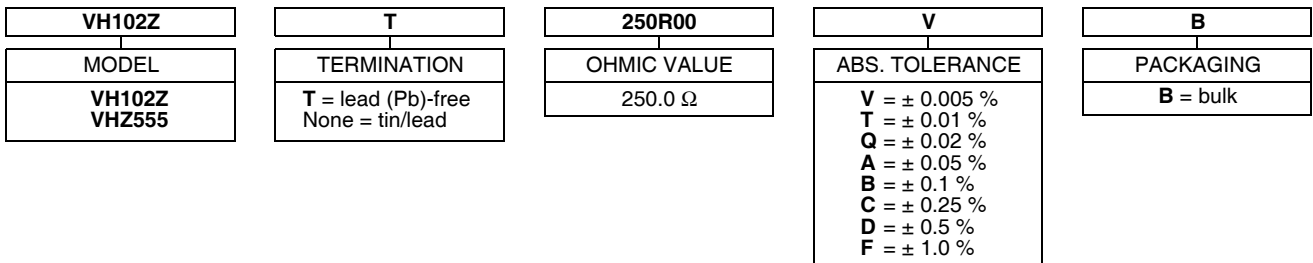 VH102Z T 250R00 V B
MODEL TERMINATION OHMIC VALUE ABS. TOLERANCE PACKAGING
VH102Z
VHZ555
T = lead (Pb)-free
None = tin/lead
250.0 Ω
V = ± 0.005 %
T = ± 0.01 %
Q = ± 0.02 %
A = ± 0.05 %
B = ± 0.1 %
C = ± 0.25 %
D = ± 0.5 %
F = ± 1.0 %
B = bulk